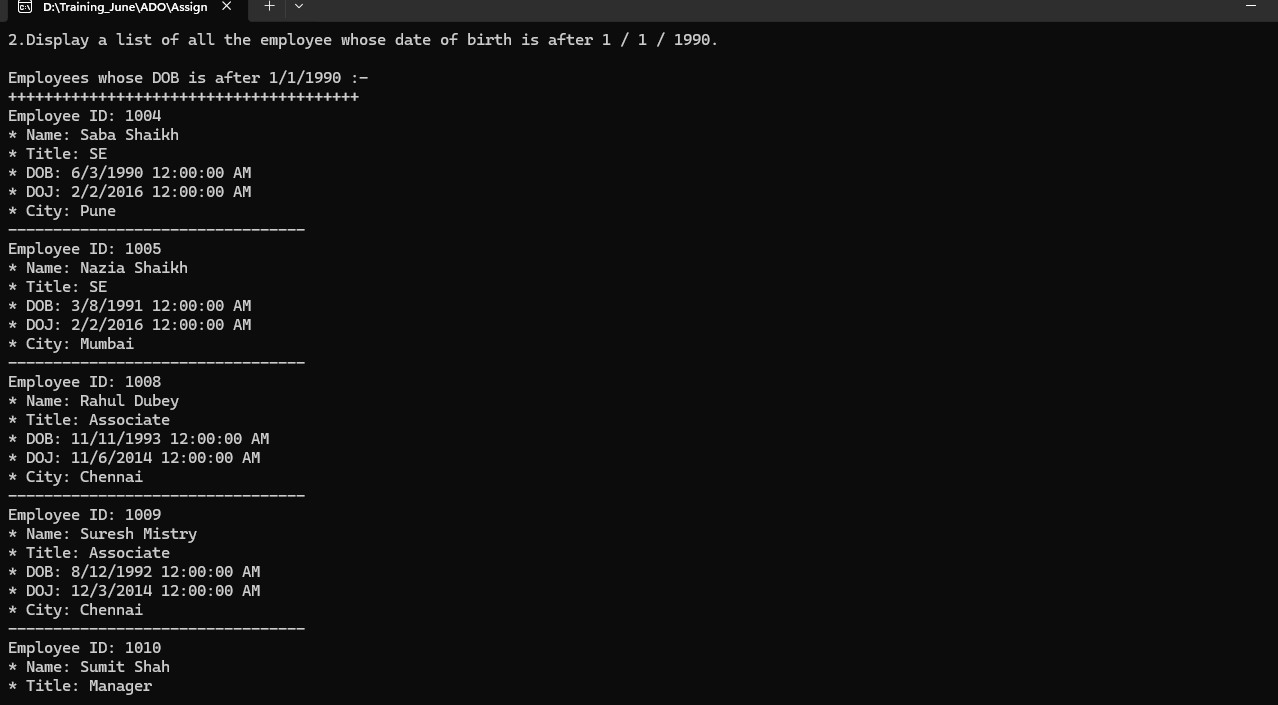 D:\Training_June\ADO\Assign
2.Display a list of all the employee whose date of birth is after 1 / 1 / 1990.
Employees whose DOB is after 1/1/1990 :-
+++++++++++++++++++++++++++++++++++++++
Employee ID: 1004
* Name: Saba Shaikh
* Title: SE
* DOB: 6/3/1990 12:00:00 AM
* DOJ: 2/2/2016 12:00:00 AM
* City: Pune
---------------------------------
Employee ID: 1005
* Name: Nazia Shaikh
* Title: SE
* DOB: 3/8/1991 12:00:00 AM
* DOJ: 2/2/2016 12:00:00 AM
* City: Mumbai
---------------------------------
Employee ID: 1008
* Name: Rahul Dubey
* Title: Associate
* DOB: 11/11/1993 12:00:00 AM
* DOJ: 11/6/2014 12:00:00 AM
* City: Chennai
---------------------------------
Employee ID: 1009
* Name: Suresh Mistry
* Title: Associate
* DOB: 8/12/1992 12:00:00 AM
* DOJ: 12/3/2014 12:00:00 AM
* City: Chennai
---------------------------------
Employee ID: 1010
* Name: Sumit Shah
* Title: Manager